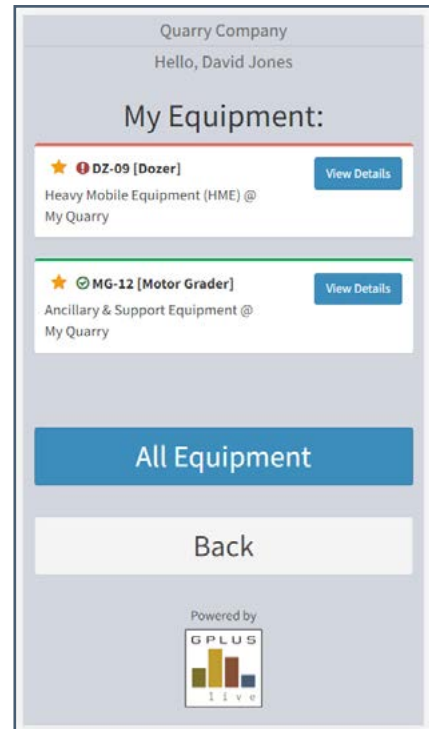 Quarry Company
Hello, David Jones
My Equipment:
DZ-09 [Dozer]
View Details
Heavy Mobile Equipment (HME) @
My Quarry
MG-12 [Motor Grader]
View Details
Ancillary & Support Equipment @
My Quarry
All Equipment
Back
Powered by
GPLUS
live